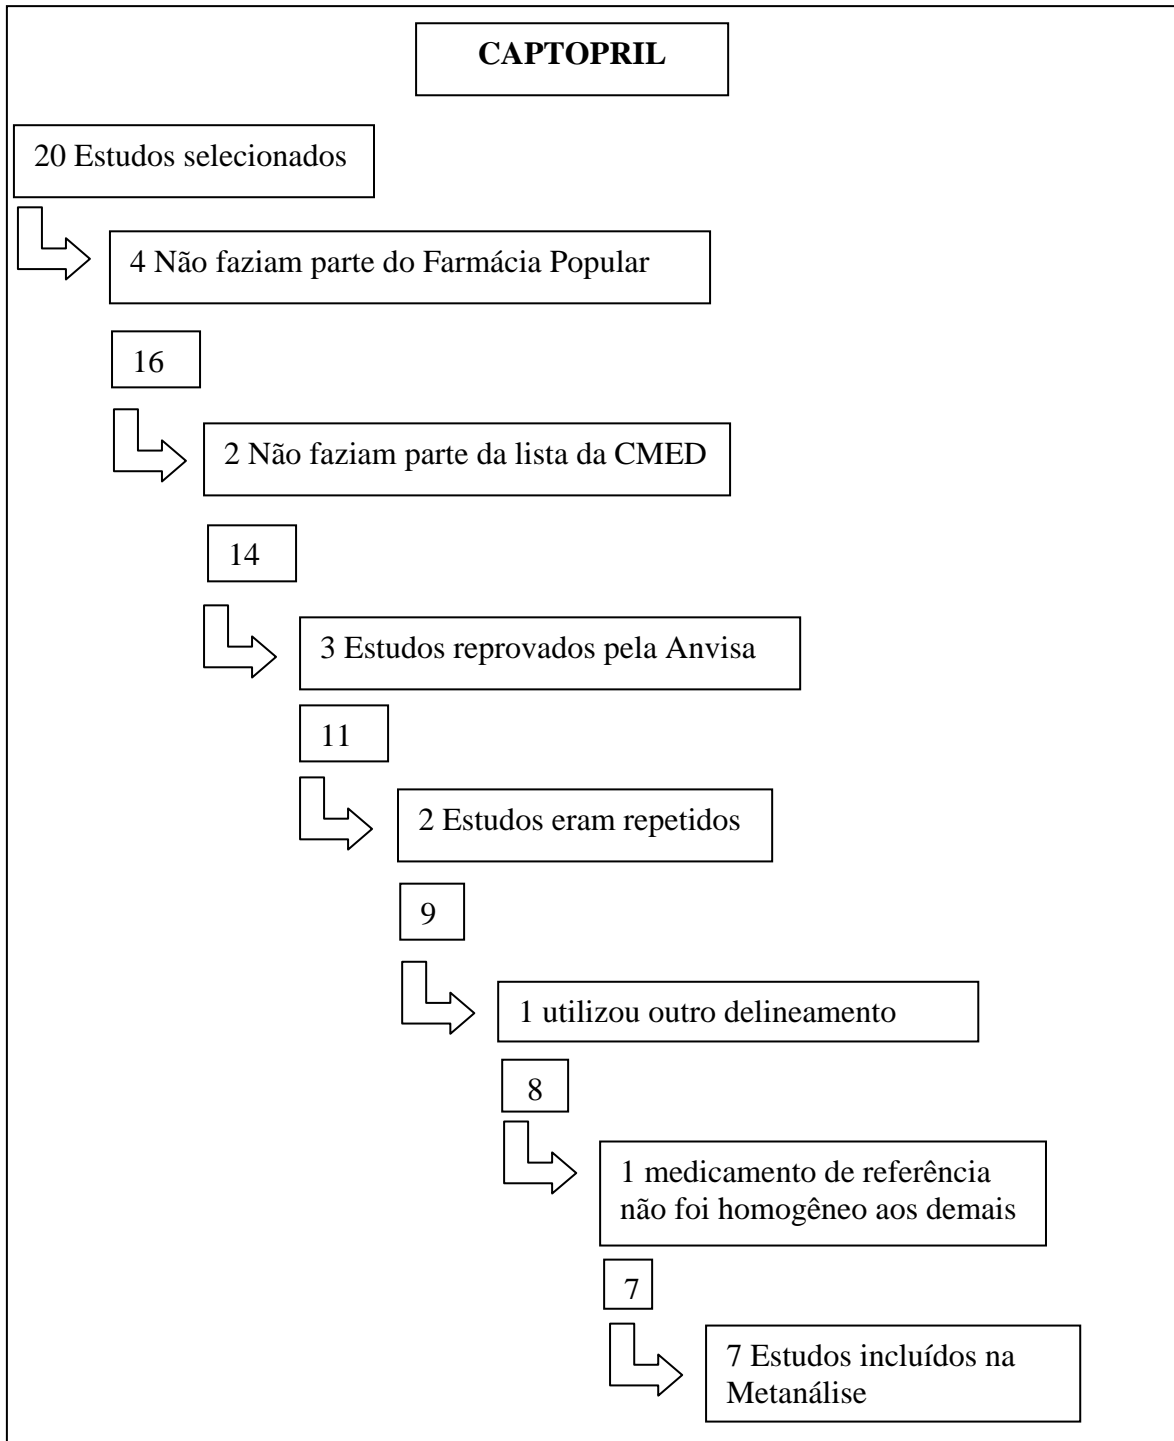 CAPTOPRIL
20 Estudos selecionados
4 Não faziam parte do Farmácia Popular
16
2 Não faziam parte da lista da CMED
14
3 Estudos reprovados pela Anvisa
11
2 Estudos eram repetidos
9
1 utilizou outro delineamento
8
1 medicamento de referência
não foi homogêneo aos demais
7
7 Estudos incluídos na
Metanálise